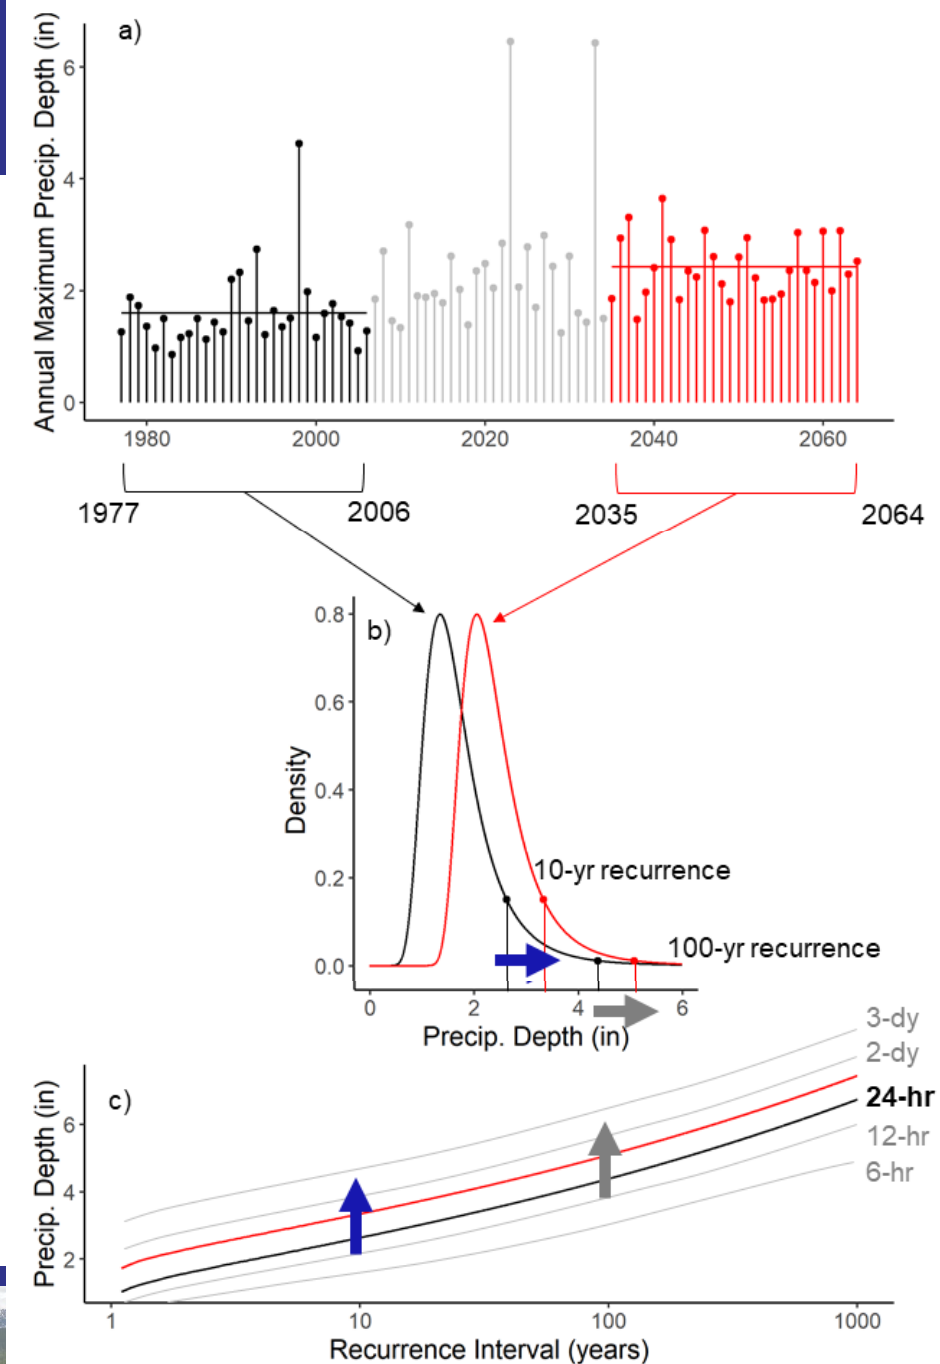 a)
Annual Maximum Precip. Depth (in)
6
4
2
0
1980 2000 2020 2040 2060
1977 2006 2035 2064
b)
Density
0.8
0.6
0.4
0.2
0.0
10-yr recurrence
100-yr recurrence
0 2 4 6
Precip. Depth (in)
c)
Precip. Depth (in)
6
4
2
3-dy
2-dy
24-hr
12-hr
6-hr
1 10 100 1000
Recurrence Interval (years)